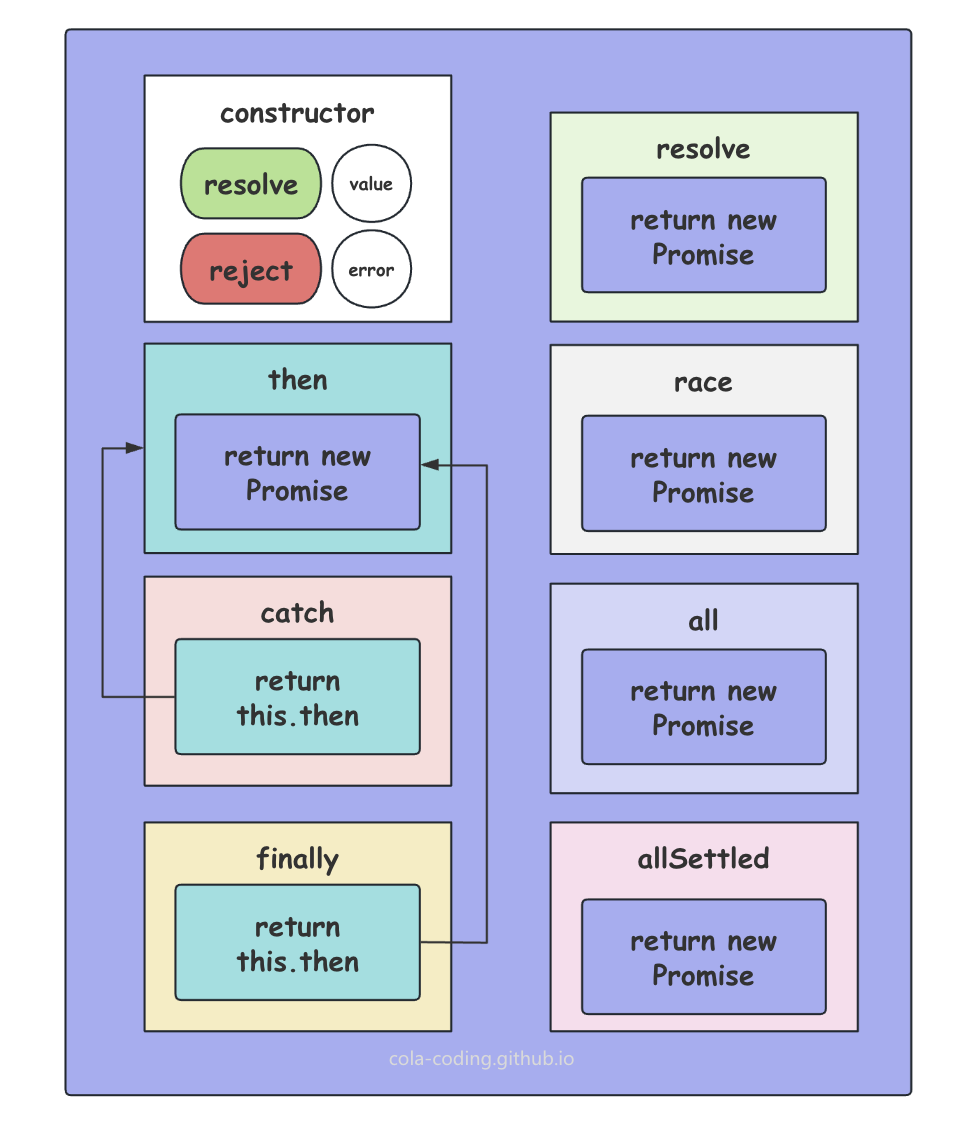 constructor
resolve
value
reject
error
then
return new
Promise
catch
return
this.then
finally
return
this.then
resolve
return new
Promise
race
return new
Promise
all
return new
Promise
allSettled
return new
Promise
cola-coding.github.io